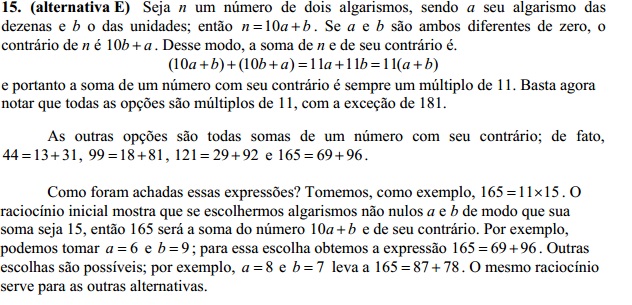 15. (alternativa E) Seja n um número de dois algarismos, sendo a seu algarismo das
dezenas e b o das unidades; então n=10a+b. Se a e b são ambos diferentes de zero, o
contrário de n é 10b+a. Desse modo, a soma de n e de seu contrário é.
(10a+b)+(10b+a)=11a+11b=11(a+b)
e portanto a soma de um número com seu contrário é sempre um múltiplo de 11. Basta agora
notar que todas as opções são múltiplos de 11, com a exceção de 181.
As outras opções são todas somas de um número com seu contrário; de fato,
44=13+31, 99=18+81, 121=29+92 e 165=69+96.
Como foram achadas essas expressões? Tomemos, como exemplo, 165=11×15. O
raciocínio inicial mostra que se escolhermos algarismos não nulos a e b de modo que sua
soma seja 15, então 165 será a soma do número 10a+b e de seu contrário. Por exemplo,
podemos tomar a=6 e b=9; para essa escolha obtemos a expressão 165=69+96. Outras
escolhas são possíveis; por exemplo, a=8 e b=7 leva a 165=87+78. O mesmo raciocínio
serve para as outras alternativas.